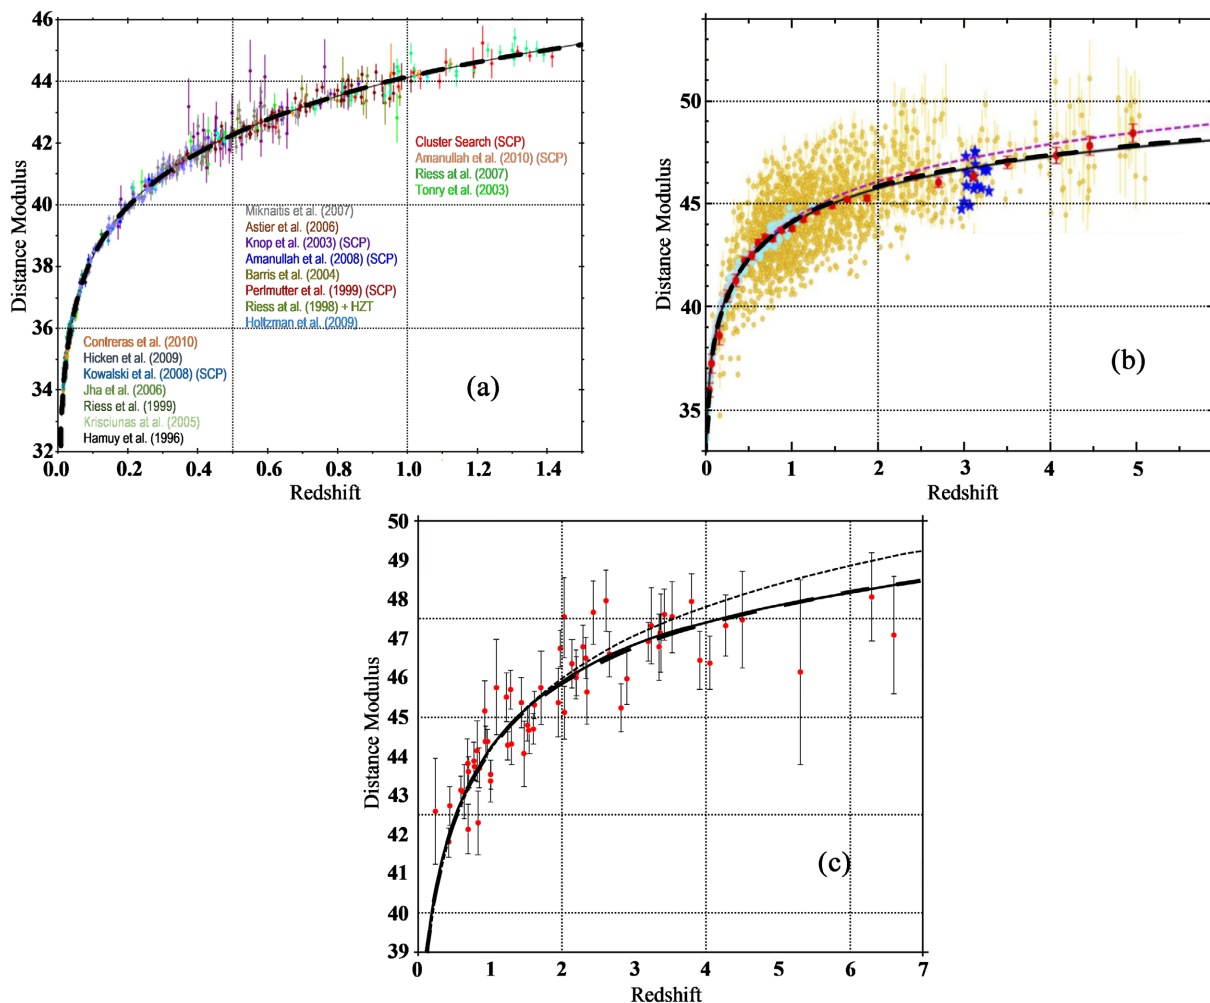 46
44
42
40
38
36
34
32
Distance Modulus
Cluster Search (SCP)
Amanullah et al. (2010) (SCP)
Riess at al. (2007)
Tonry et al. (2003)
Miknaitis et al. (2007)
Astier et al. (2006)
Knop et al. (2003) (SCP)
Amanullah et al. (2008) (SCP)
Barris et al. (2004)
Perlmutter et al. (1999) (SCP)
Riess at al. (1998) + HZT
Holtzman et al. (2009)
Contreras et al. (2010)
Hicken et al. (2009)
Kowalski et al. (2008) (SCP)
Jha et al. (2006)
Riess et al. (1999)
Krisciunas at al. (2005)
Hamuy et al. (1996)
(a)
0.0 0.2 0.4 0.6 0.8 1.0 1.2 1.4
Redshift
50
45
40
35
Distance Modulus
(b)
0 1 2 3 4 5
Redshift
50
49
48
47
46
45
44
43
42
41
40
39
Distance Modulus
(c)
0 1 2 3 4 5 6 7
Redshift